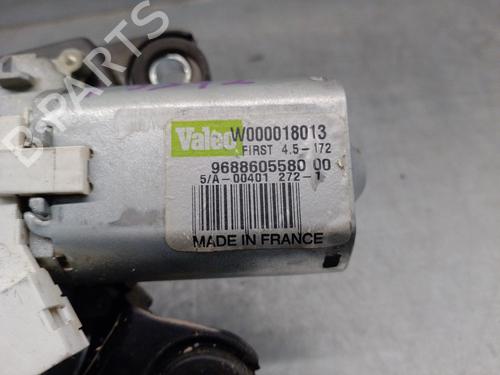 B-PARTS
Valeo W000018013
FIRST 4.5-172
9688605580 00
5/A-00401 272-1
MADE IN FRANCE